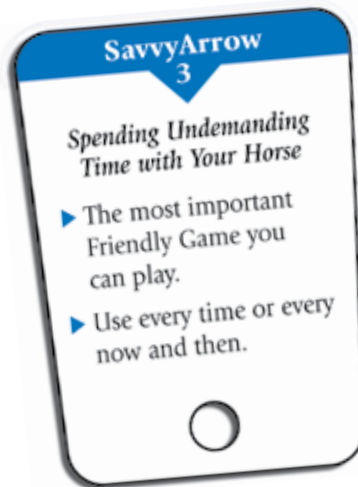 SavvyArrow
3
Spending Undemanding
Time with Your Horse
▶ The most important
Friendly Game you
can play.
▶ Use every time or every
now and then.